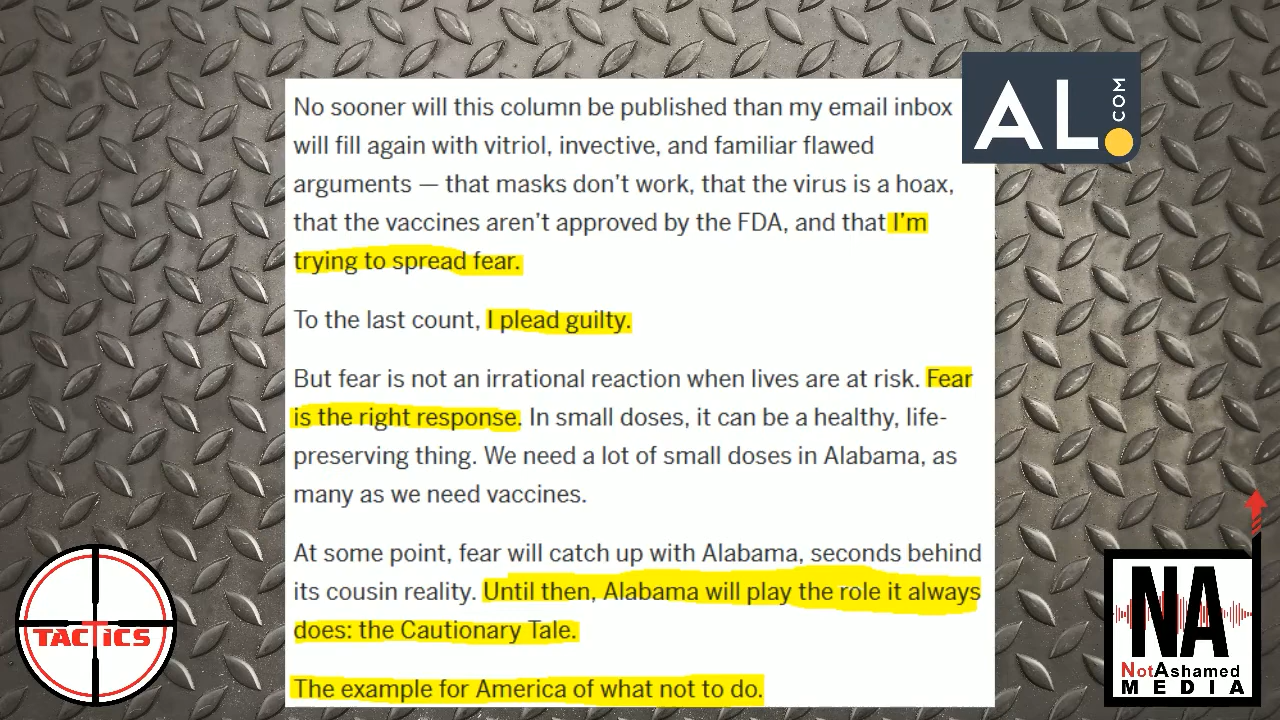 AL.COM
No sooner will this column be published than my email inbox
will fill again with vitriol, invective, and familiar flawed
arguments — that masks don’t work, that the virus is a hoax,
that the vaccines aren’t approved by the FDA, and that I’m
trying to spread fear.
To the last count, I plead guilty.
But fear is not an irrational reaction when lives are at risk. Fear
is the right response. In small doses, it can be a healthy, life-
preserving thing. We need a lot of small doses in Alabama, as
many as we need vaccines.
At some point, fear will catch up with Alabama, seconds behind
its cousin reality. Until then, Alabama will play the role it always
does: the Cautionary Tale.
The example for America of what not to do.
TACTICS
NA
NotAshamed
MEDIA